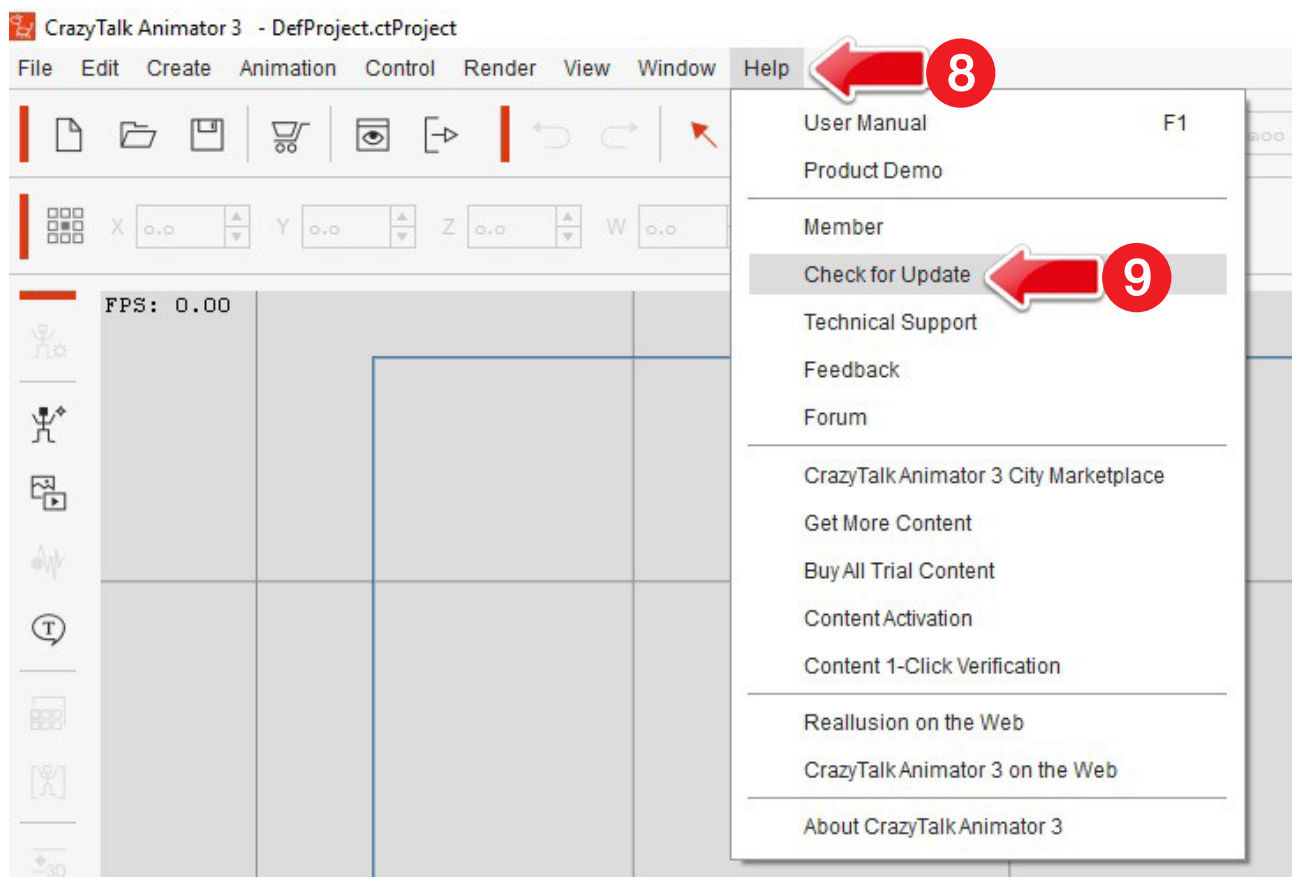 CrazyTalk Animator 3 - DefProject.ctProject
File Edit Create Animation Control Render View Window Help
8
User Manual F1
Product Demo
X 0.0 Y 0.0 Z 0.0 W 0.0
Member
Check for Update
9
FPS: 0.00
Technical Support
Feedback
Forum
CrazyTalk Animator 3 City Marketplace
Get More Content
Buy All Trial Content
T
Content Activation
Content 1-Click Verification
Reallusion on the Web
CrazyTalk Animator 3 on the Web
About CrazyTalk Animator 3
3D